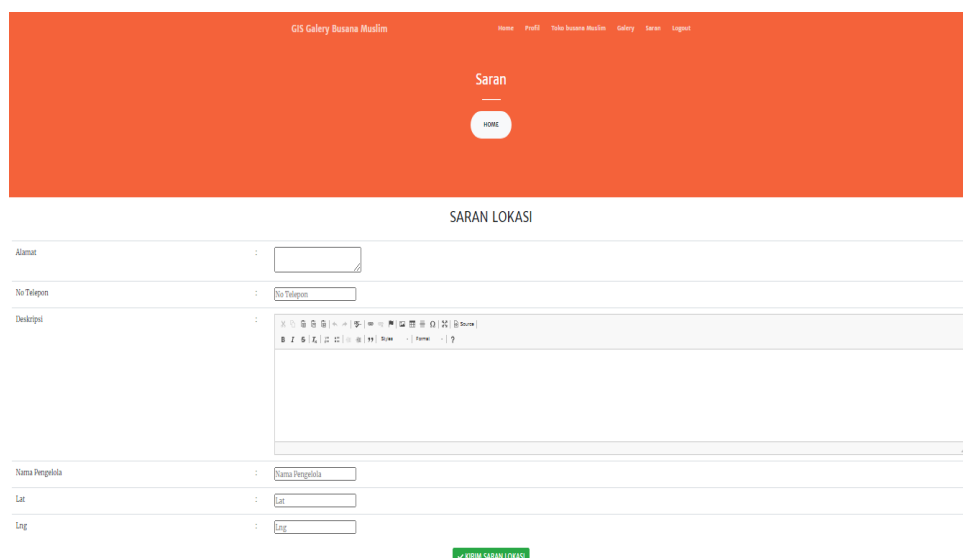 GIS Galery Busana Muslim
Home Profil Toko busana Muslim Galery Saran Logout
Saran
HOME
SARAN LOKASI
Alamat :
No Telepon : No Telepon
Deskripsi :
Source
B I S Ix Styles Format ?
Nama Pengelola : Nama Pengelola
Lat : Lat
Lng : Lng
KIRIM SARAN LOKASI